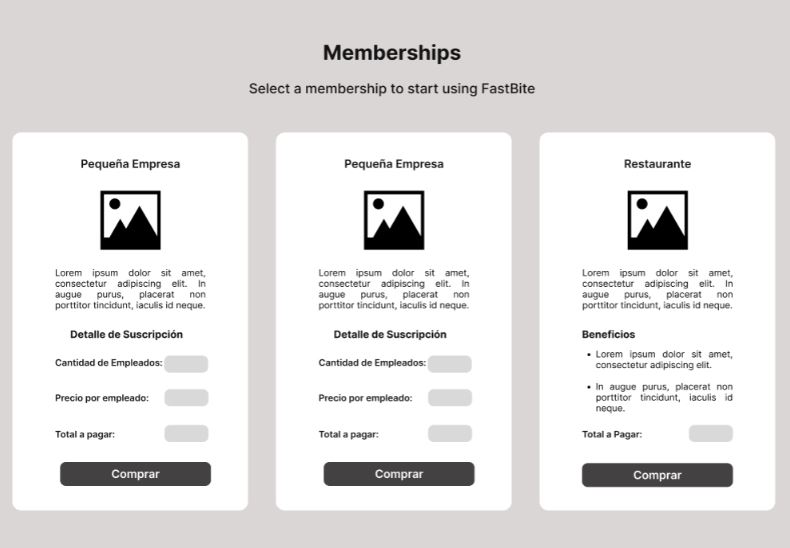 Memberships
Select a membership to start using FastBite
Pequeña Empresa
Lorem ipsum dolor sit amet,
consectetur adipiscing elit. In
augue purus, placerat non
porttitor tincidunt, iaculis id neque.
Detalle de Suscripción
Cantidad de Empleados:
Precio por empleado:
Total a pagar:
Comprar
Pequeña Empresa
Lorem ipsum dolor sit amet,
consectetur adipiscing elit. In
augue purus, placerat non
porttitor tincidunt, iaculis id neque.
Detalle de Suscripción
Cantidad de Empleados:
Precio por empleado:
Total a pagar:
Comprar
Restaurante
Lorem ipsum dolor sit amet,
consectetur adipiscing elit. In
augue purus, placerat non
porttitor tincidunt, iaculis id neque.
Beneficios
• Lorem ipsum dolor sit amet,
consectetur adipiscing elit.
• In augue purus, placerat non
porttitor tincidunt, iaculis id
neque.
Total a Pagar:
Comprar